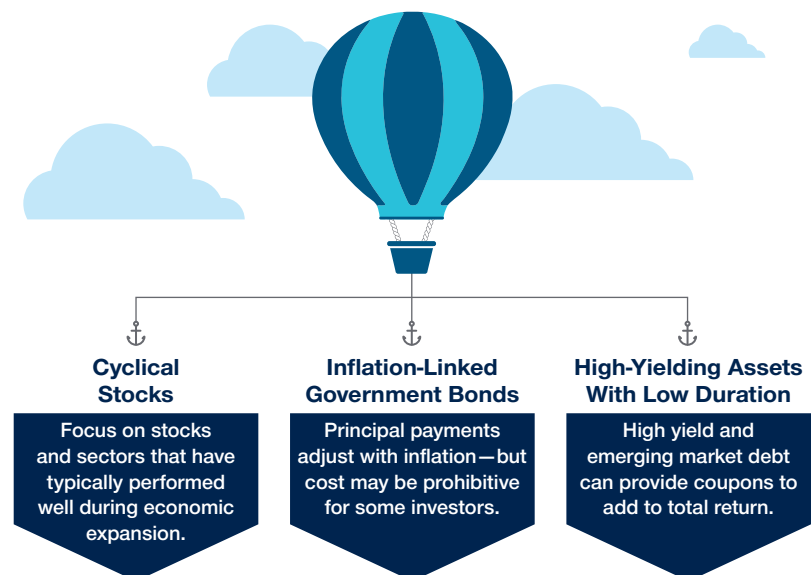 Cyclical
Stocks
Focus on stocks
and sectors that have
typically performed
well during economic
expansion.
Inflation-Linked
Government Bonds
Principal payments
adjust with inflation—but
cost may be prohibitive
for some investors.
High-Yielding Assets
With Low Duration
High yield and
emerging market debt
can provide coupons to
add to total return.